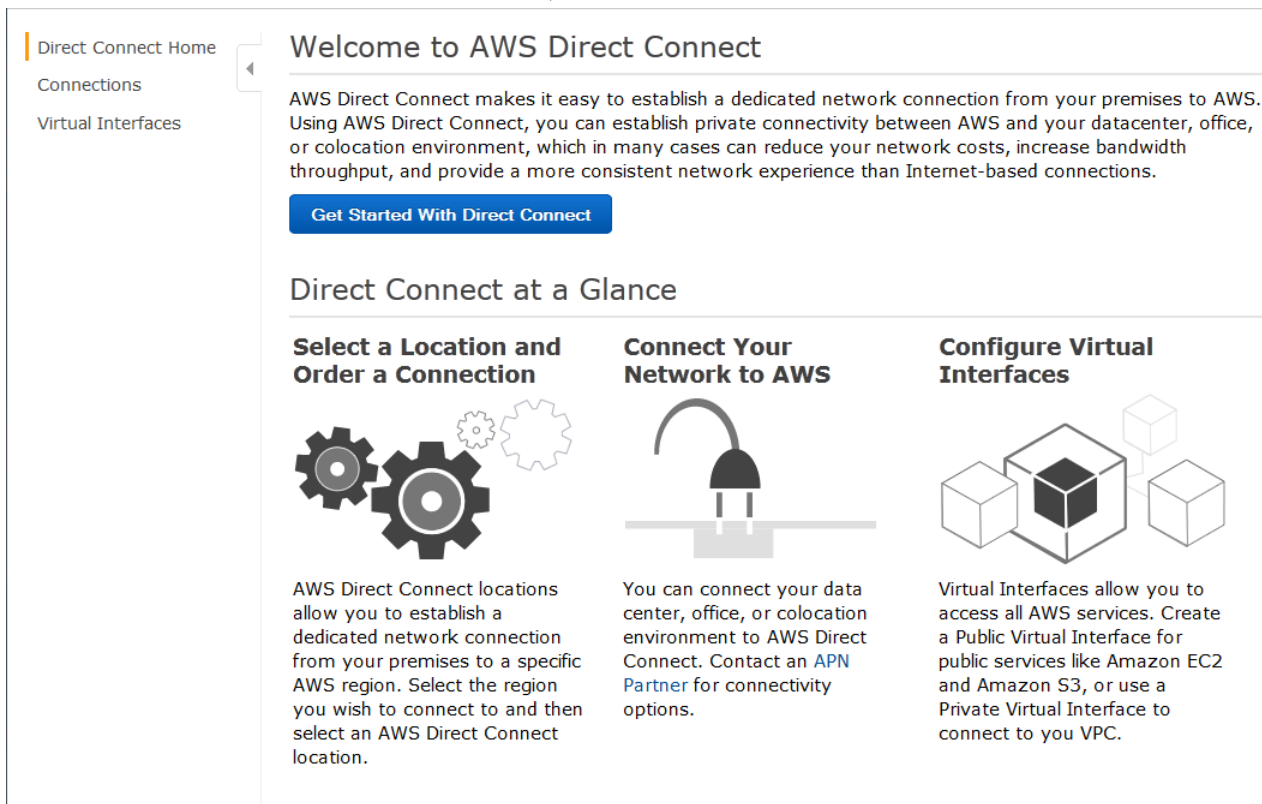 Direct Connect Home
Connections
Virtual Interfaces
Welcome to AWS Direct Connect
AWS Direct Connect makes it easy to establish a dedicated network connection from your premises to AWS.
Using AWS Direct Connect, you can establish private connectivity between AWS and your datacenter, office,
or colocation environment, which in many cases can reduce your network costs, increase bandwidth
throughput, and provide a more consistent network experience than Internet-based connections.
Get Started With Direct Connect
Direct Connect at a Glance
Select a Location and
Order a Connection
AWS Direct Connect locations
allow you to establish a
dedicated network connection
from your premises to a specific
AWS region. Select the region
you wish to connect to and then
select an AWS Direct Connect
location.
Connect Your
Network to AWS
You can connect your data
center, office, or colocation
environment to AWS Direct
Connect. Contact an APN
Partner for connectivity
options.
Configure Virtual
Interfaces
Virtual Interfaces allow you to
access all AWS services. Create
a Public Virtual Interface for
public services like Amazon EC2
and Amazon S3, or use a
Private Virtual Interface to
connect to you VPC.